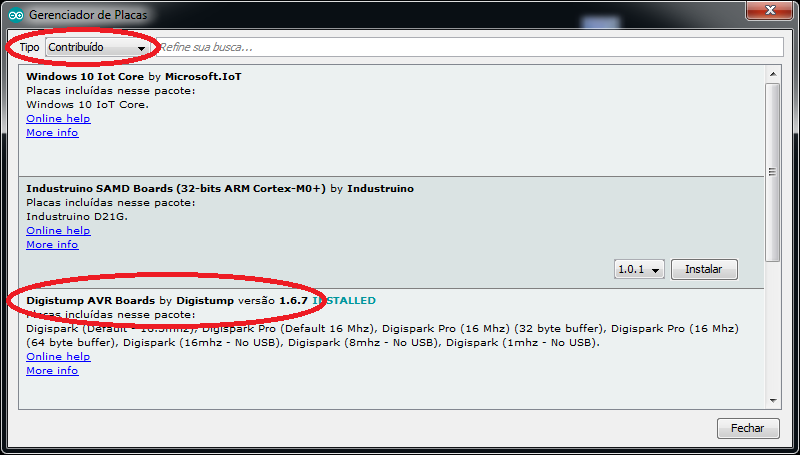 Gerenciador de Placas
Tipo Contribuído Refine sua busca...
Windows 10 Iot Core by Microsoft.IoT
Placas incluídas nesse pacote:
Windows 10 IoT Core.
Online help
More info
Industruino SAMD Boards (32-bits ARM Cortex-M0+) by Industruino
Placas incluídas nesse pacote:
Industruino D21G.
Online help
More info
1.0.1 Instalar
Digistump AVR Boards by Digistump versão 1.6.7 INSTALLED
Placas incluídas nesse pacote:
Digispark (Default - 16.5mhz), Digispark Pro (Default 16 Mhz), Digispark Pro (16 Mhz) (32 byte buffer), Digispark Pro (16 Mhz)
(64 byte buffer), Digispark (16mhz - No USB), Digispark (8mhz - No USB), Digispark (1mhz - No USB).
Online help
More info
Fechar